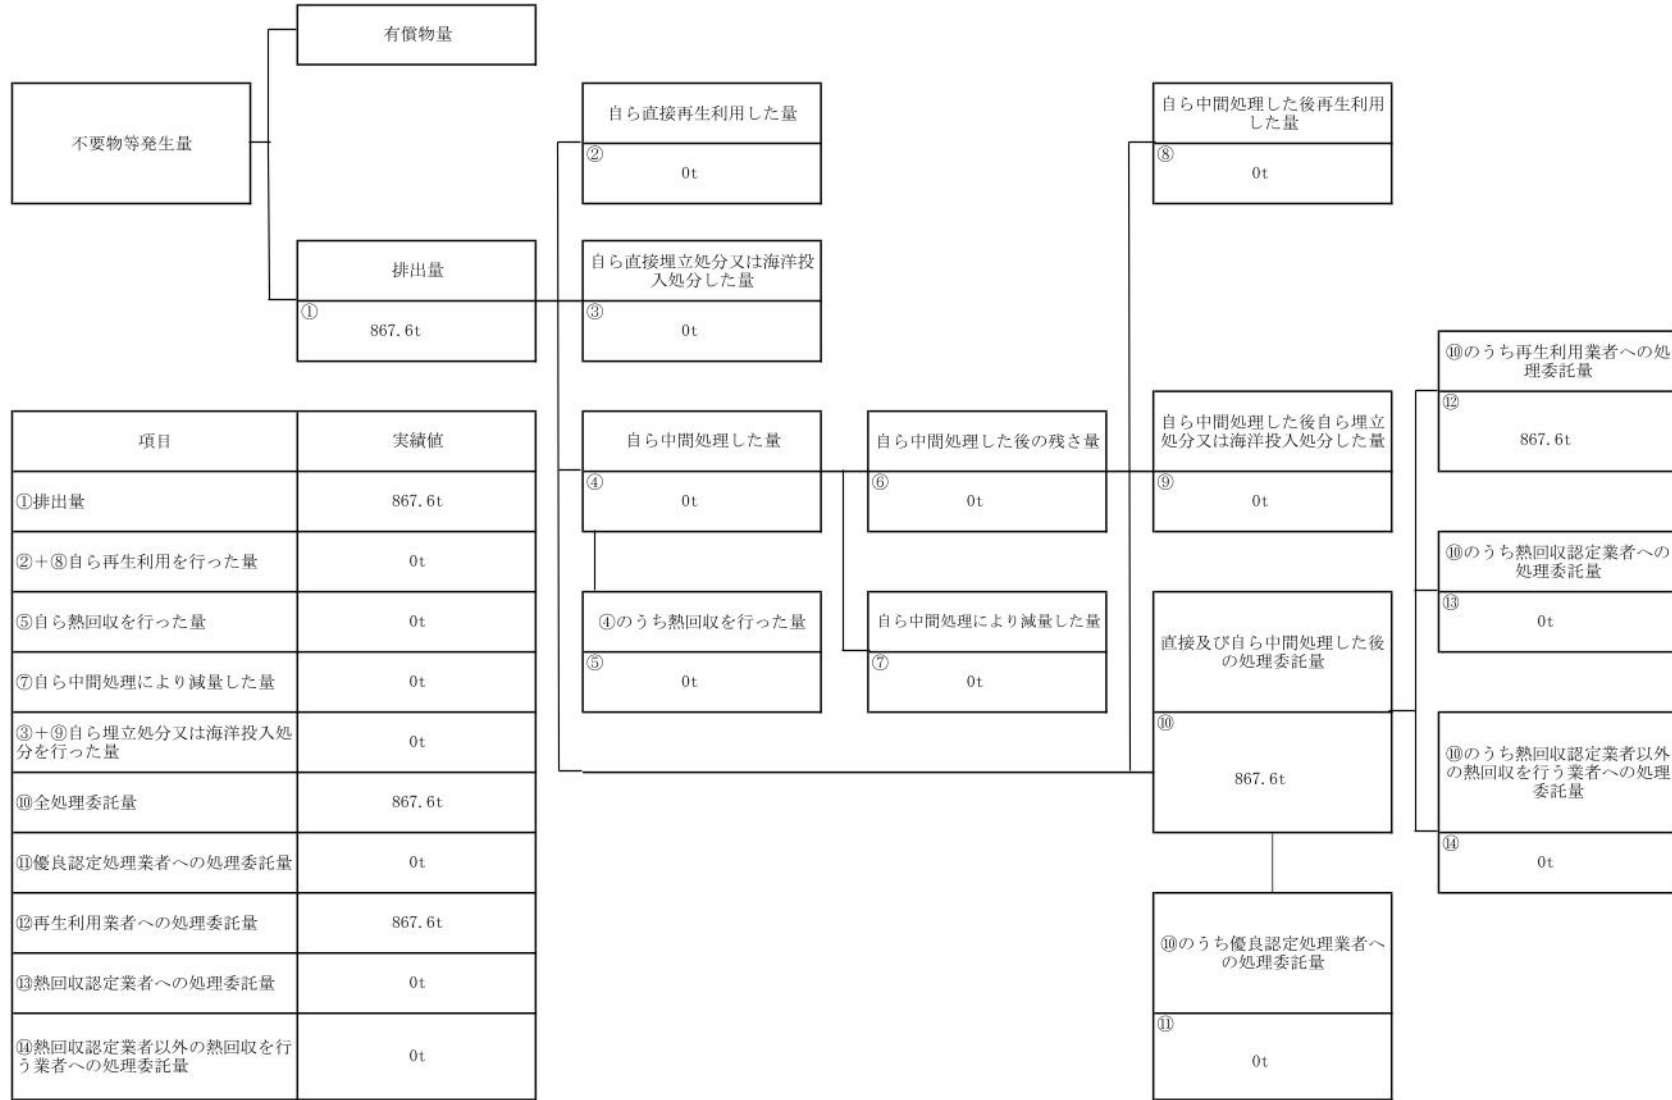 有償物量
不要物等発生量
排出量
①
867.6t
自ら直接再生利用した量
②
0t
自ら直接埋立処分又は海洋投
入処分した量
③
0t
自ら中間処理した量
④
0t
④のうち熱回収を行った量
⑤
0t
自ら中間処理した後の残さ量
⑥
0t
自ら中間処理により減量した量
⑦
0t
自ら中間処理した後再生利用
した量
⑧
0t
自ら中間処理した後自ら埋立
処分又は海洋投入処分した量
⑨
0t
直接及び自ら中間処理した後
の処理委託量
⑩
867.6t
⑩のうち優良認定処理業者へ
の処理委託量
⑪
0t
⑩のうち再生利用業者への処
理委託量
⑫
867.6t
⑩のうち熱回収認定業者への
処理委託量
⑬
0t
⑩のうち熱回収認定業者以外
の熱回収を行う業者への処理
委託量
⑭
0t
項目 実績値
①排出量 867.6t
②+⑧自ら再生利用を行った量 0t
⑤自ら熱回収を行った量 0t
⑦自ら中間処理により減量した量 0t
③+⑨自ら埋立処分又は海洋投入処
分を行った量 0t
⑩全処理委託量 867.6t
⑪優良認定処理業者への処理委託量 0t
⑫再生利用業者への処理委託量 867.6t
⑬熱回収認定業者への処理委託量 0t
⑭熱回収認定業者以外の熱回収を行
う業者への処理委託量 0t